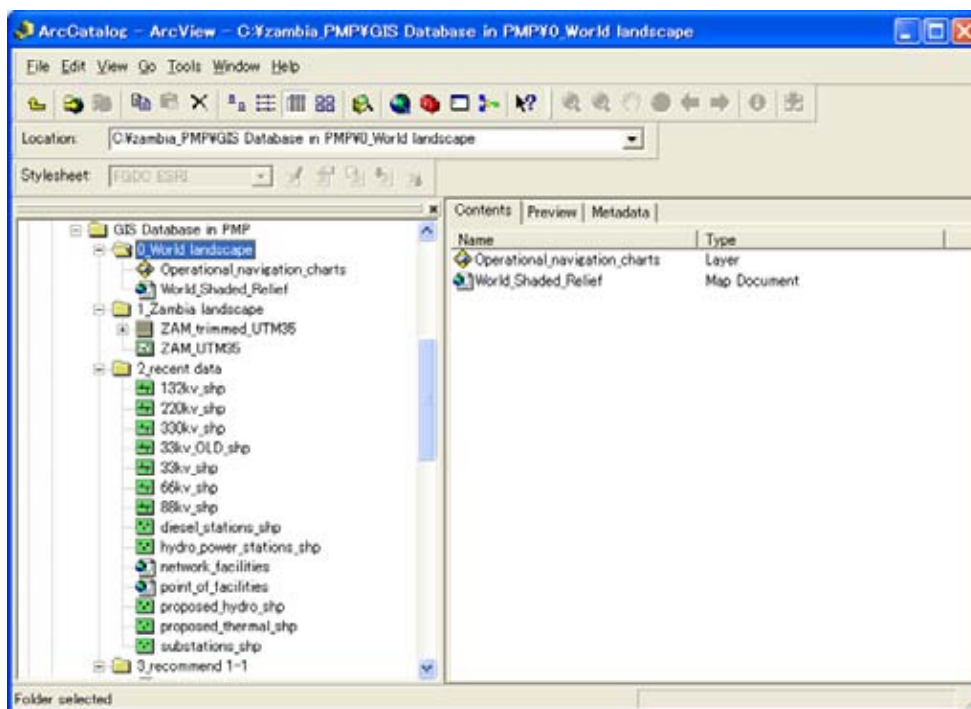 ArcCatalog - ArcView - C:¥zambia_PMP¥GIS Database in PMP¥0_World landscape
File Edit View Go Tools Window Help
Location: C:¥zambia_PMP¥GIS Database in PMP¥0_World landscape
Stylesheet: FGDC ESRI
GIS Database in PMP
0_World landscape
Operational_navigation_charts
World_Shaded_Relief
1_Zambia landscape
ZAM_trimmed_UTM35
ZAM_UTM35
2_recent data
132kv_shp
220kv_shp
330kv_shp
33kv_OLD_shp
33kv_shp
66kv_shp
88kv_shp
diesel_stations_shp
hydro_power_stations_shp
network_facilities
point_of_facilities
proposed_hydro_shp
proposed_thermal_shp
substations_shp
3_recommend 1-1
Contents Preview Metadata
Name Type
Operational_navigation_charts Layer
World_Shaded_Relief Map Document
Folder selected